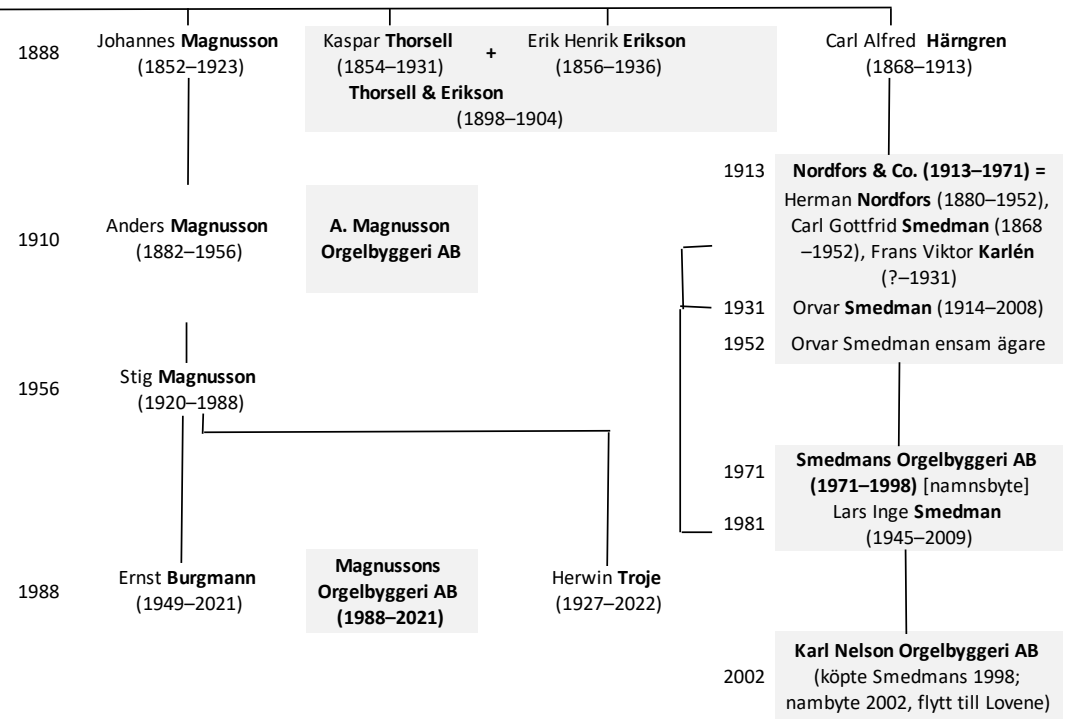 1888
Johannes Magnusson
(1852–1923)
Kaspar Thorsell
(1854–1931)
+
Erik Henrik Erikson
(1856–1936)
Thorsell & Erikson
(1898–1904)
Carl Alfred Härngren
(1868–1913)
1913
Nordfors & Co. (1913–1971) =
Herman Nordfors (1880–1952),
Carl Gottfrid Smedman (1868
–1952), Frans Viktor Karlén
(?–1931)
1910
Anders Magnusson
(1882–1956)
A. Magnusson
Orgelbyggeri AB
1931
Orvar Smedman (1914–2008)
1952
Orvar Smedman ensam ägare
1956
Stig Magnusson
(1920–1988)
1971
Smedmans Orgelbyggeri AB
(1971–1998) [namnsbyte]
1981
Lars Inge Smedman
(1945–2009)
1988
Ernst Burgmann
(1949–2021)
Magnussons
Orgelbyggeri AB
(1988–2021)
Herwin Troje
(1927–2022)
2002
Karl Nelson Orgelbyggeri AB
(köpte Smedmans 1998;
nambyte 2002, flytt till Lovene)